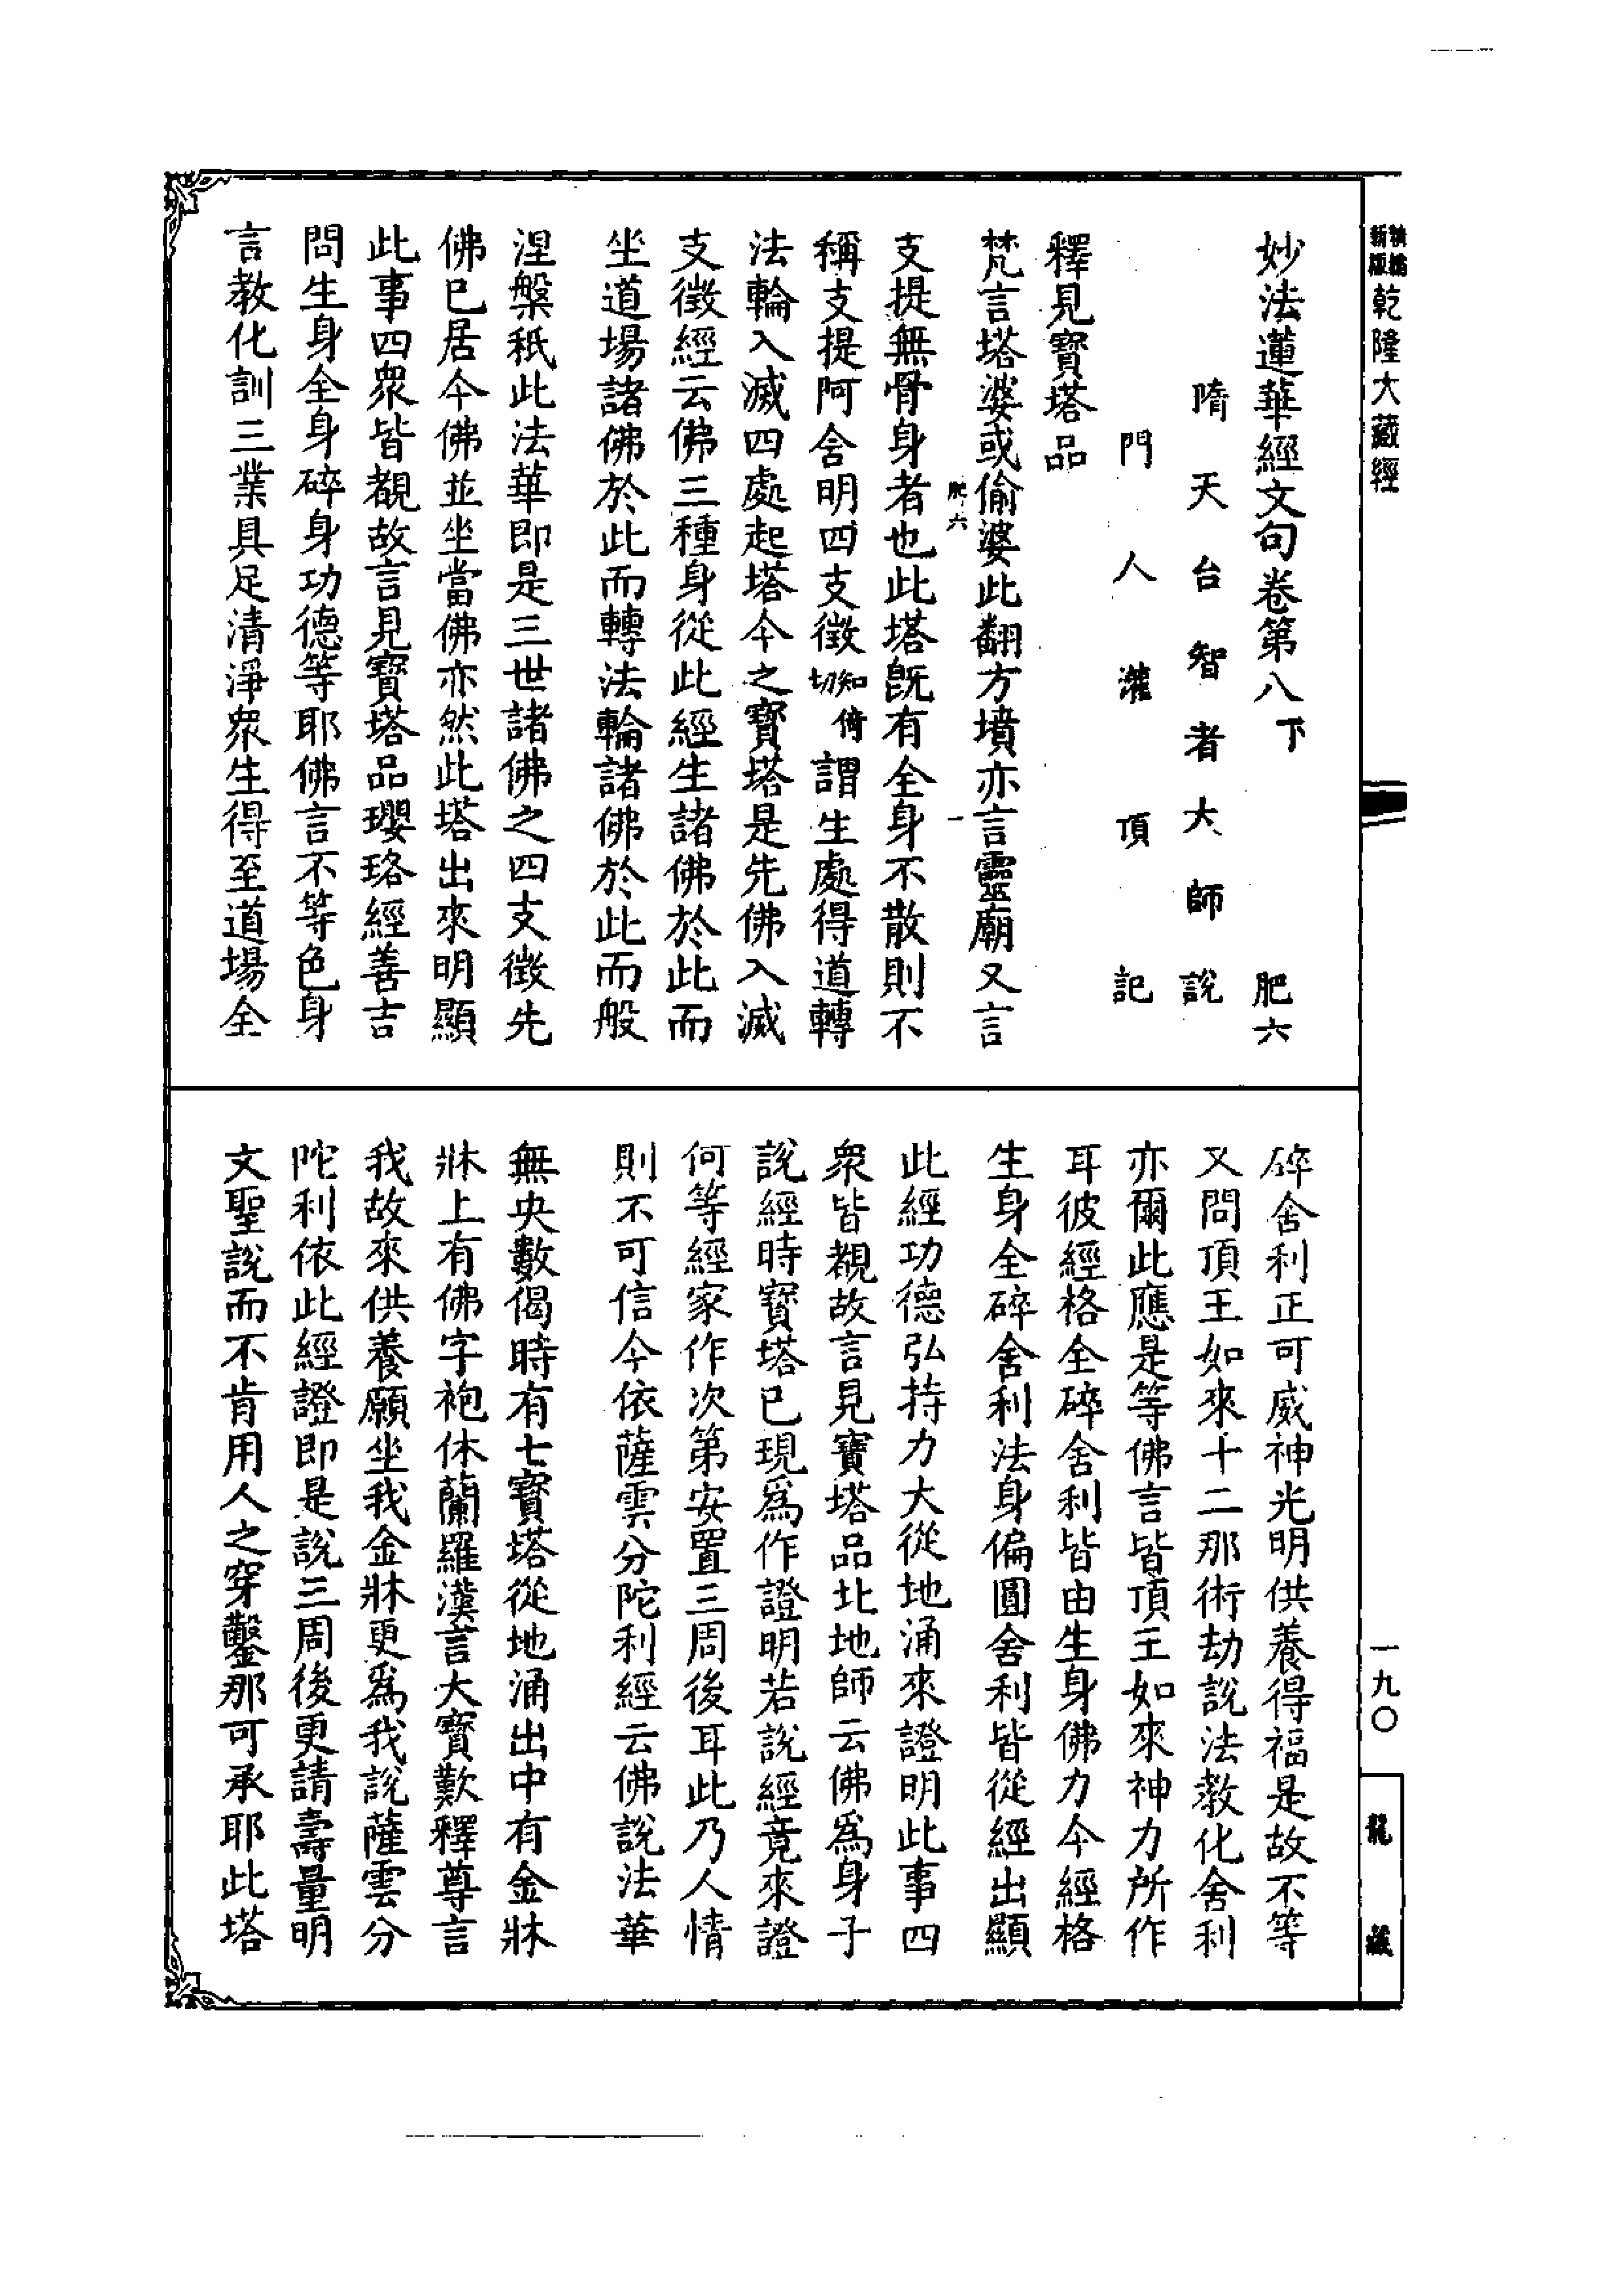 新版 精編 乾隆大藏經
妙法蓮華經文句卷第八下 肥六
隋天台智者大師說
門人灌頂記
釋見寶塔品
梵言塔婆或偷婆此翻方墳亦言靈廟又言
肥六 一
支提無骨身者也此塔既有全身不散則不
稱支提阿含明四支徵知倚切謂生處得道轉
法輪入滅四處起塔今之寶塔是先佛入滅
支徵經云佛三種身從此經生諸佛於此而
坐道場諸佛於此而轉法輪諸佛於此而般
涅槃秖此法華即是三世諸佛之四支徵先
佛已居今佛並坐當佛亦然此塔出來明顯
此事四眾皆覩故言見寶塔品瓔珞經善吉
問生身全身碎身功德等耶佛言不等色身
言教化訓三業具足清淨眾生得至道場全
碎舍利正可威神光明供養得福是故不等
又問頂王如來十二那術劫說法教化舍利
亦爾此應是等佛言皆頂王如來神力所作
耳彼經格全碎舍利皆由生身佛力今經格
生身全碎舍利法身偏圓舍利皆從經出顯
此經功德弘持力大從地涌來證明此事四
眾皆覩故言見寶塔品北地師云佛為身子
說經時寶塔已現為作證明若說經竟來證
何等經家作次第安置三周後耳此乃人情
則不可信今依薩雲分陀利經云佛說法華
無央數偈時有七寶塔從地涌出中有金牀
牀上有佛字袍休蘭羅漢言大寶歎釋尊言
我故來供養願坐我金牀更為我說薩雲分
陀利依此經證即是說三周後更請壽量明
文聖說而不肯用人之穿鑿那可承耶此塔
一九〇
龍藏